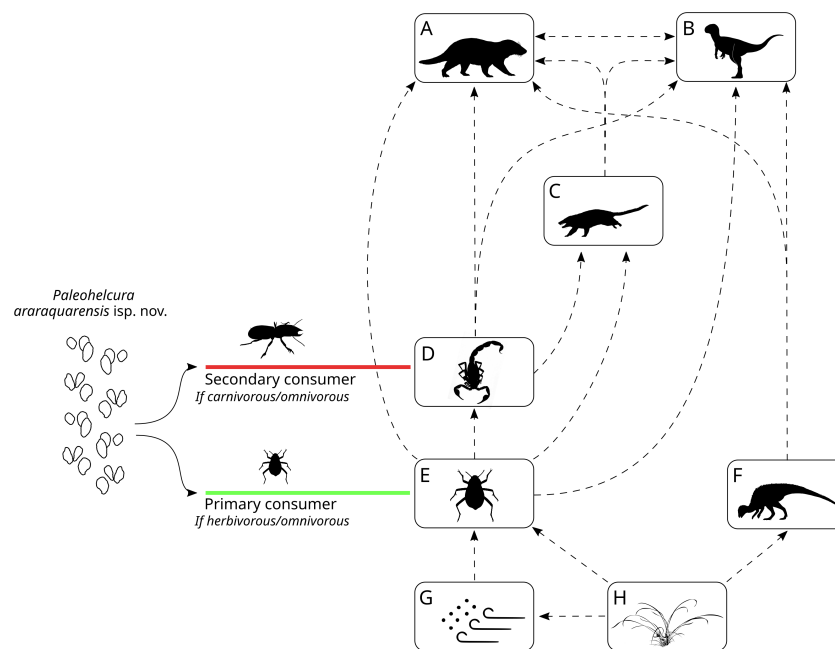 A
B
C
Paleohelcura
araraquarensis isp. nov.
D
Secondary consumer
If carnivorous/omnivorous
E
F
Primary consumer
If herbivorous/omnivorous
G
H